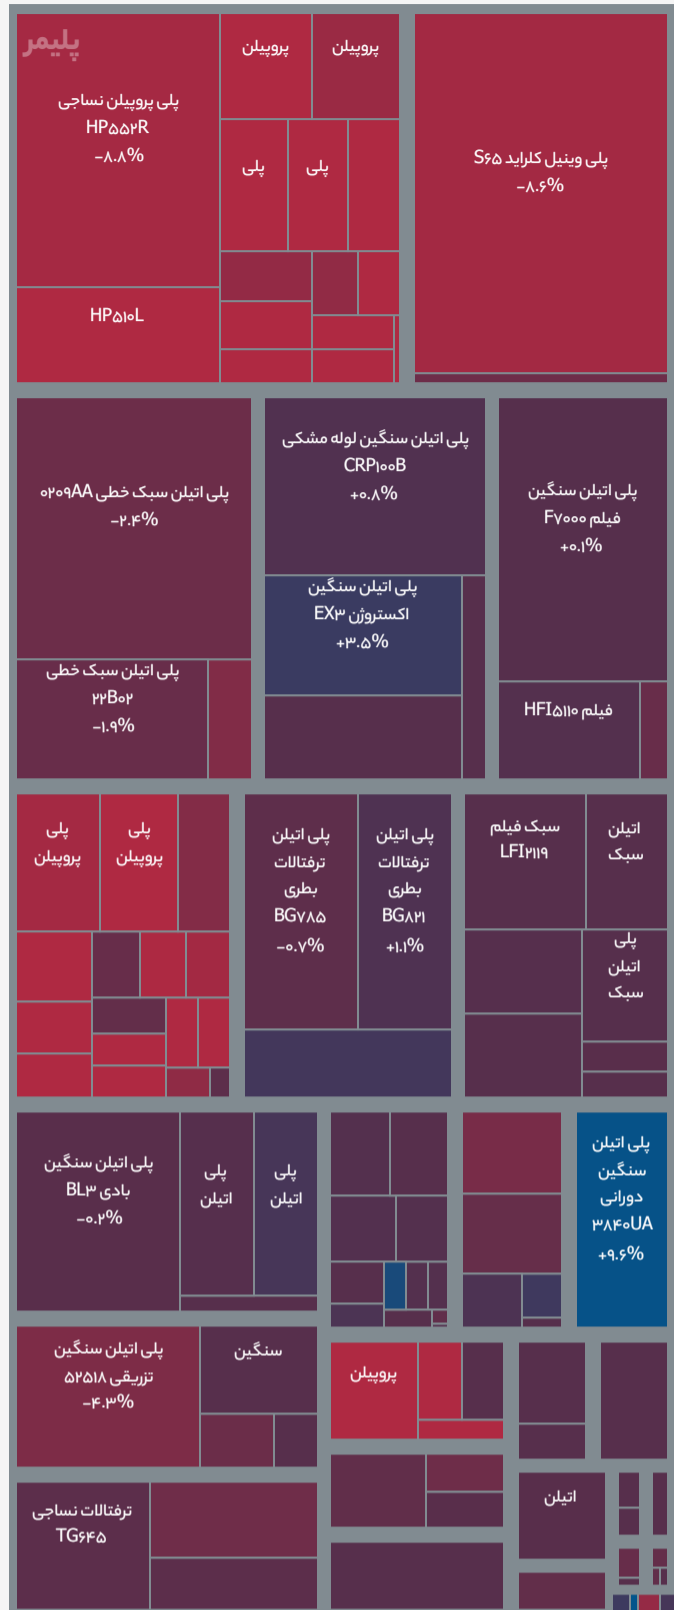 پلیمر
پلی پروپیلن نساجی
HP۵۵۲R
-۸.۸%
پروپیلن
پروپیلن
پلی
پلی
HP۵۱۰L
پلی وینیل کلراید S۶۵
-۸.۶%
پلی اتیلن سبک خطی ۰۲۰۹AA
-۲.۴%
پلی اتیلن سبک خطی
۲۲B۰۲
-۱.۹%
پلی اتیلن سنگین لوله مشکی
CRP۱۰۰B
+۰.۸%
پلی اتیلن سنگین
اکستروژن EX۳
+۳.۵%
پلی اتیلن سنگین
فیلم F۷۰۰۰
+۰.۱%
فیلم HFI۵۱۱۰
پلی
پروپیلن
پلی
پروپیلن
پلی اتیلن
ترفتالات
بطری
BG۷۸۵
-۰.۷%
پلی اتیلن
ترفتالات
بطری
BG۸۲۱
+۱.۱%
سبک فیلم
LFI۲۱۱۹
اتیلن
سبک
پلی
اتیلن
سبک
پلی اتیلن سنگین
بادی BL۳
-۰.۲%
پلی
اتیلن
پلی
اتیلن
پلی اتیلن
سنگین
دورانی
۳۸۴۰UA
+۹.۶%
پلی اتیلن سنگین
تزریقی ۵۲۵۱۸
-۴.۳%
سنگین
پروپیلن
ترفتالات نساجی
TG۶۴۵
اتیلن